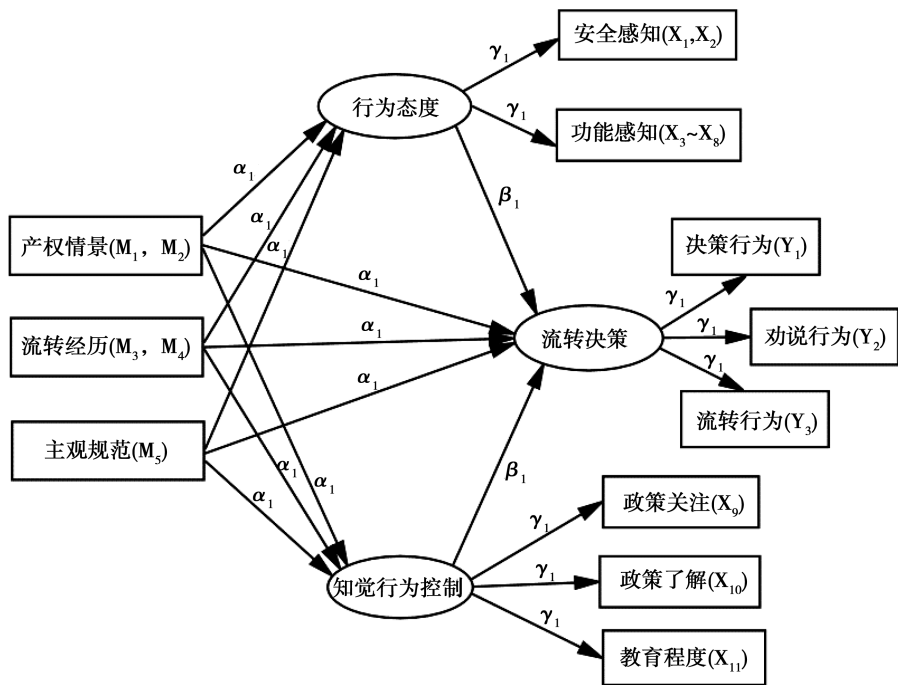 安全感知(X₁,X₂)
γ₁
行为态度
γ₁
功能感知(X₃~X₈)
α₁
α₁
β₁
α₁
产权情景(M₁，M₂)
决策行为(Y₁)
α₁
γ₁
流转经历(M₃，M₄)
α₁
流转决策
γ₁
劝说行为(Y₂)
α₁
γ₁
流转行为(Y₃)
主观规范(M₅)
α₁
α₁
β₁
α₁
政策关注(X₉)
γ₁
知觉行为控制
γ₁
政策了解(X₁₀)
γ₁
教育程度(X₁₁)